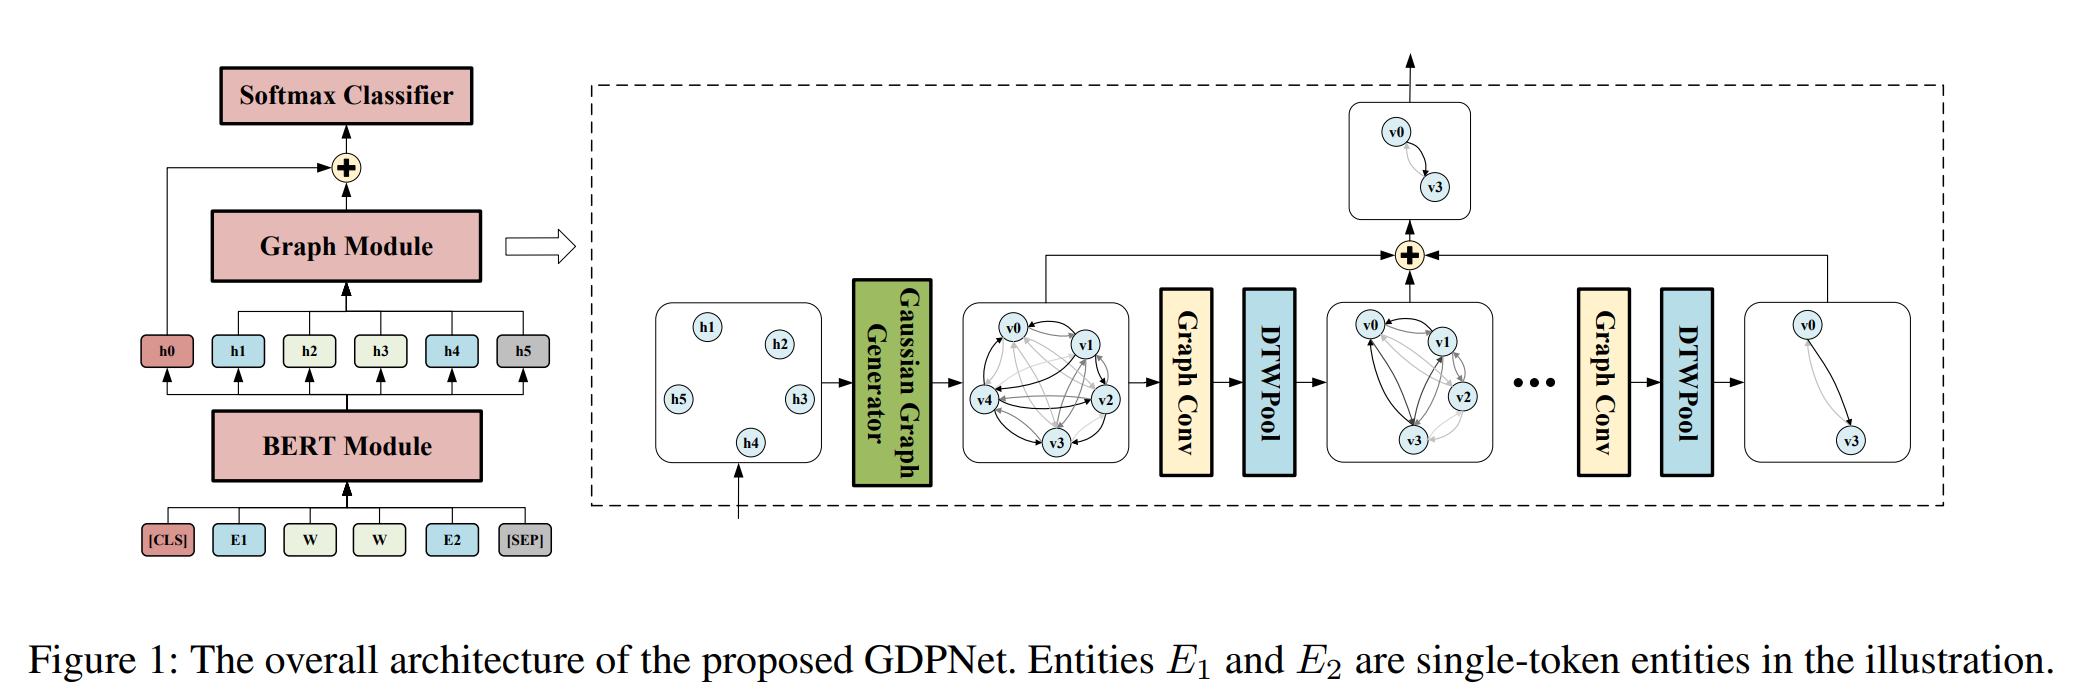 Softmax Classifier
Graph Module
h0 h1 h2 h3 h4 h5
BERT Module
[CLS] E1 W W E2 [SEP]
h1
h2
h5
h3
h4
Gaussian Graph
Generator
v0
v1
v4
v2
v3
Graph Conv
DTWPool
v0
v1
v2
v3
Graph Conv
DTWPool
v0
v3
v0
v3
Figure 1: The overall architecture of the proposed GDPNet. Entities E1 and E2 are single-token entities in the illustration.